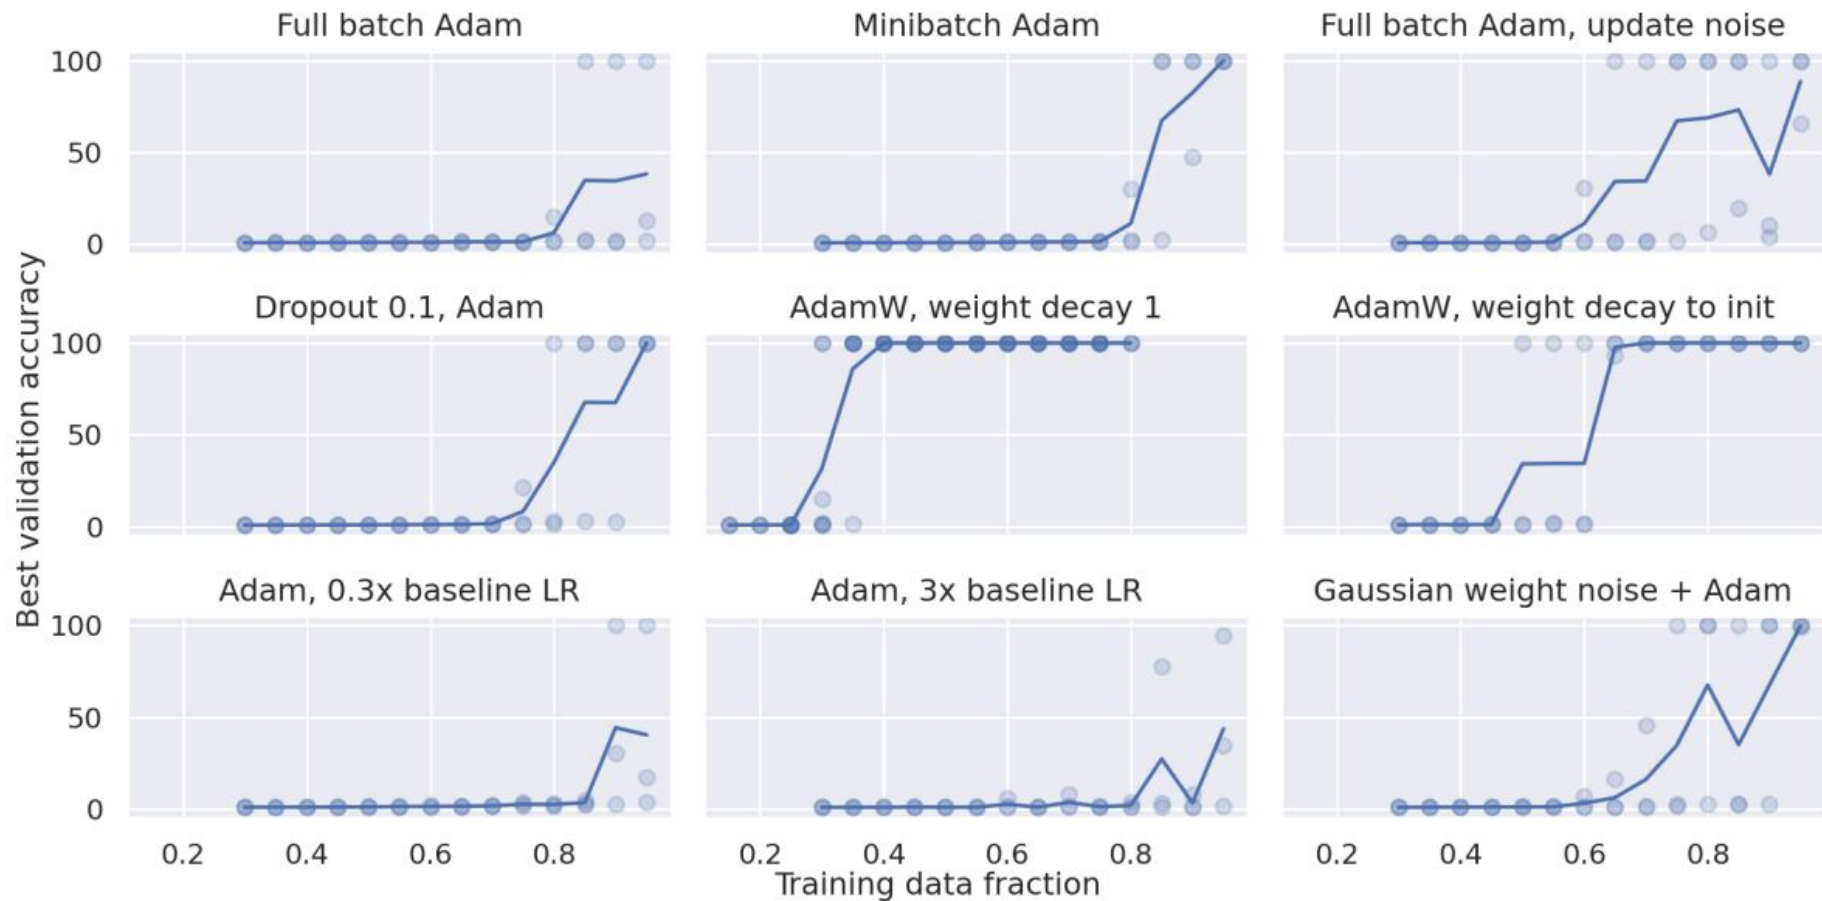 Full batch Adam
Minibatch Adam
Full batch Adam, update noise
100
50
0
Dropout 0.1, Adam
AdamW, weight decay 1
AdamW, weight decay to init
100
50
0
Best validation accuracy
Adam, 0.3x baseline LR
Adam, 3x baseline LR
Gaussian weight noise + Adam
100
50
0
0.2 0.4 0.6 0.8
0.2 0.4 0.6 0.8
0.2 0.4 0.6 0.8
Training data fraction